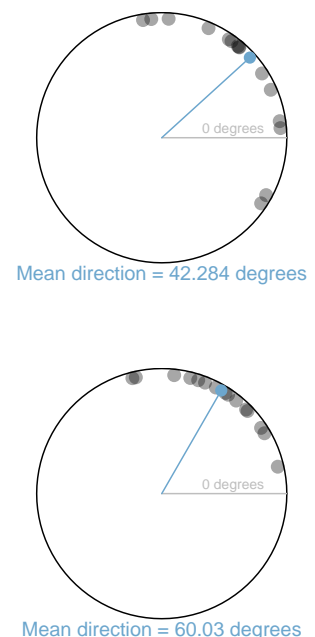 0 degrees
Mean direction = 42.284 degrees
0 degrees
Mean direction = 60.03 degrees